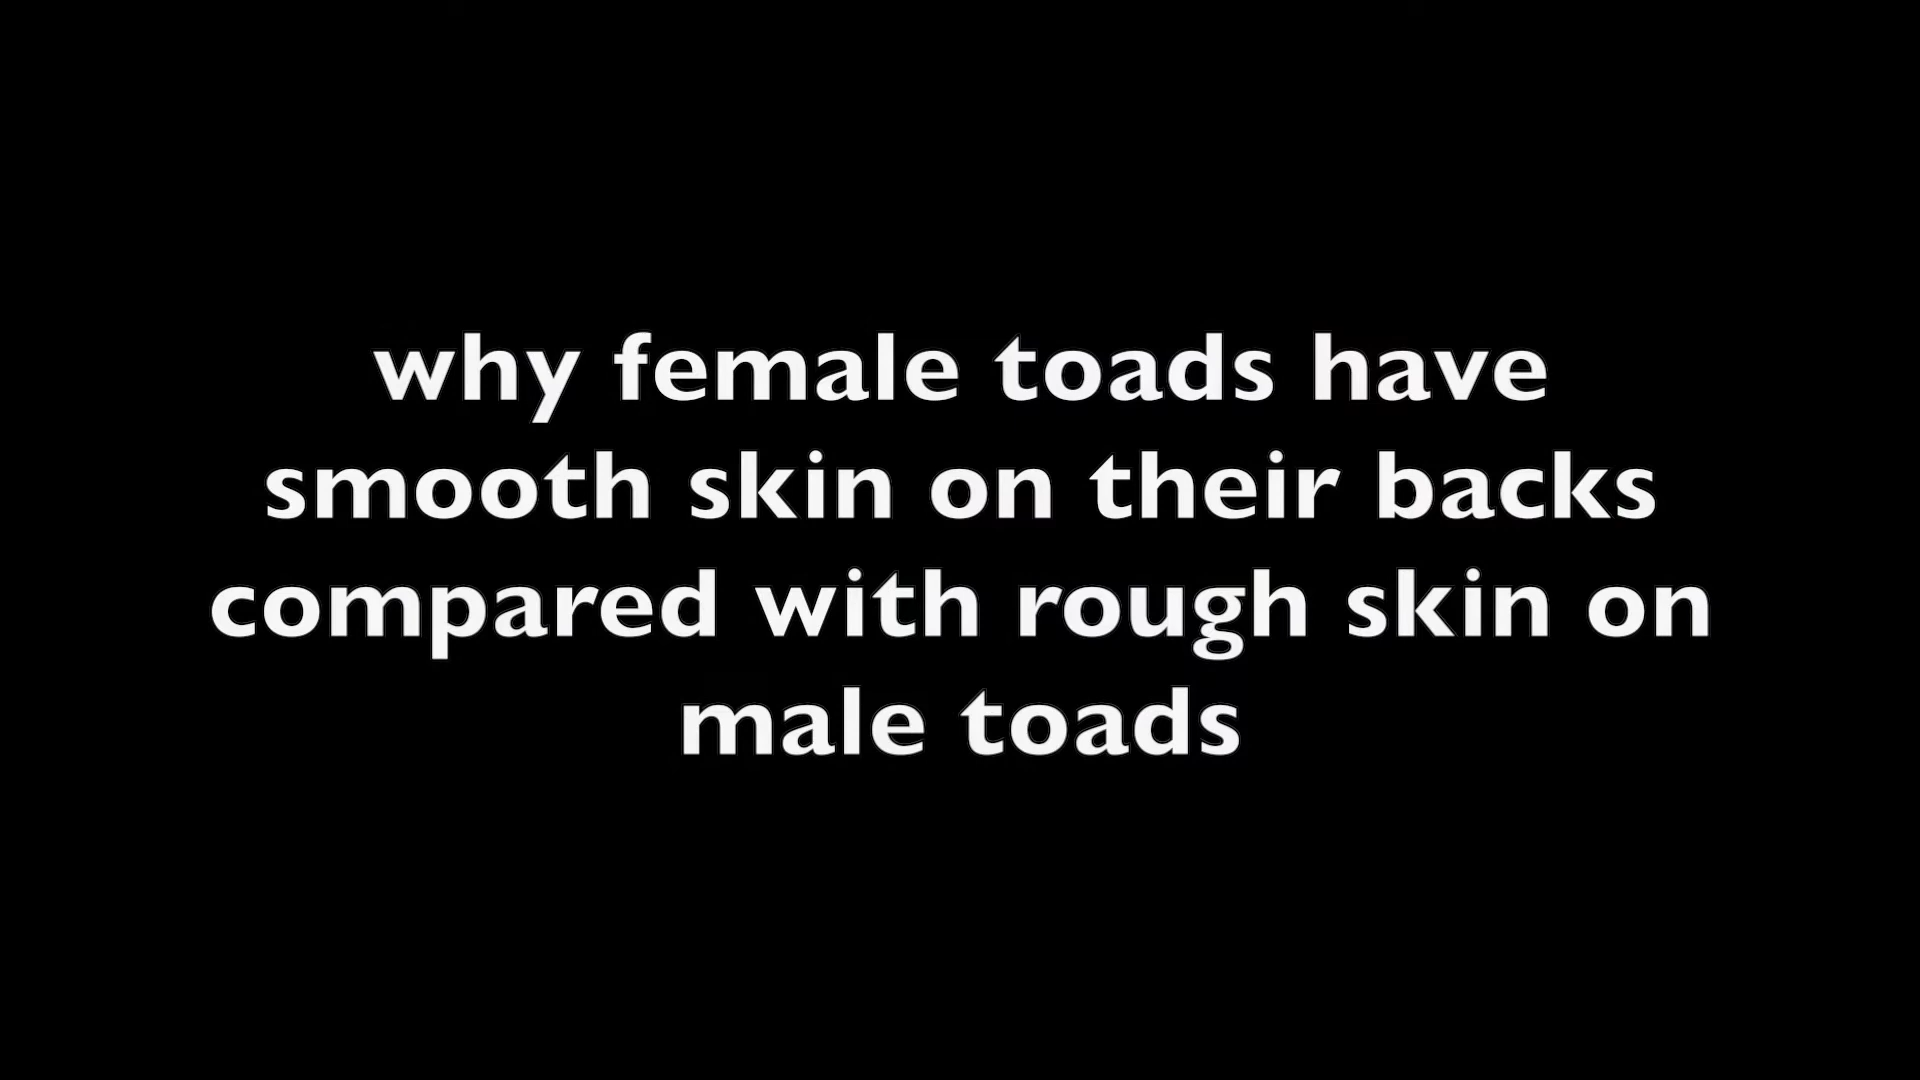 why female toads have
smooth skin on their backs
compared with rough skin on
male toads